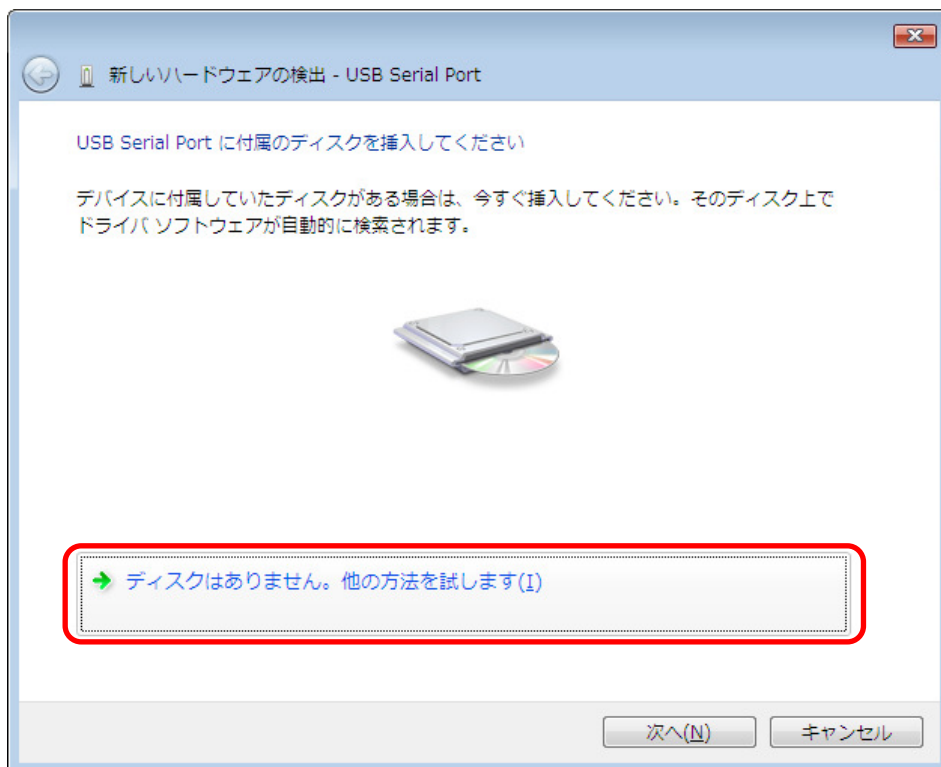 新しいハードウェアの検出 - USB Serial Port
USB Serial Port に付属のディスクを挿入してください
デバイスに付属していたディスクがある場合は、今すぐ挿入してください。そのディスク上で
ドライバ ソフトウェアが自動的に検索されます。
ディスクはありません。他の方法を試します(I)
次へ(N) キャンセル